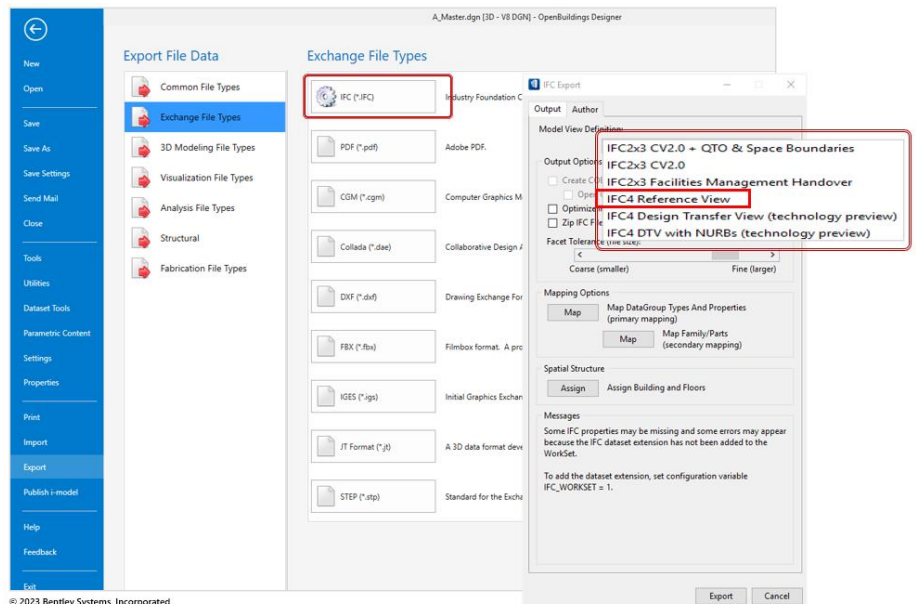 A_Master.dgn [3D - V8 DGN] - OpenBuildings Designer
New
Open
Save
Save As
Save Settings
Send Mail
Close
Tools
Utilities
Dataset Tools
Parametric Content
Settings
Properties
Print
Import
Export
Publish i-model
Help
Feedback
Exit
Export File Data
Common File Types
Exchange File Types
3D Modeling File Types
Visualization File Types
Analysis File Types
Structural
Fabrication File Types
Exchange File Types
IFC (*.IFC)
Industry Foundation C
PDF (*.pdf)
Adobe PDF.
CGM (*.cgm)
Computer Graphics M
Collada (*.dae)
Collaborative Design A
DXF (*.dxf)
Drawing Exchange For
FBX (*.fbx)
Filmbox format. A pro
IGES (*.igs)
Initial Graphics Exchan
JT Format (*.jt)
A 3D data format deve
STEP (*.stp)
Standard for the Excha
IFC Export
Output Author
Model View Definition:
IFC2x3 CV2.0 + QTO & Space Boundaries
IFC2x3 CV2.0
IFC2x3 Facilities Management Handover
IFC4 Reference View
IFC4 Design Transfer View (technology preview)
IFC4 DTV with NURBs (technology preview)
Output Options
Create CO
Open
Optimize
Zip IFC F
Facet Tolerance (file size):
Coarse (smaller) Fine (larger)
Mapping Options
Map
Map DataGroup Types And Properties
(primary mapping)
Map
Map Family/Parts
(secondary mapping)
Spatial Structure
Assign
Assign Building and Floors
Messages
Some IFC properties may be missing and some errors may appear
because the IFC dataset extension has not been added to the
WorkSet.
To add the dataset extension, set configuration variable
IFC_WORKSET = 1.
Export Cancel
© 2023 Bentley Systems, Incorporated